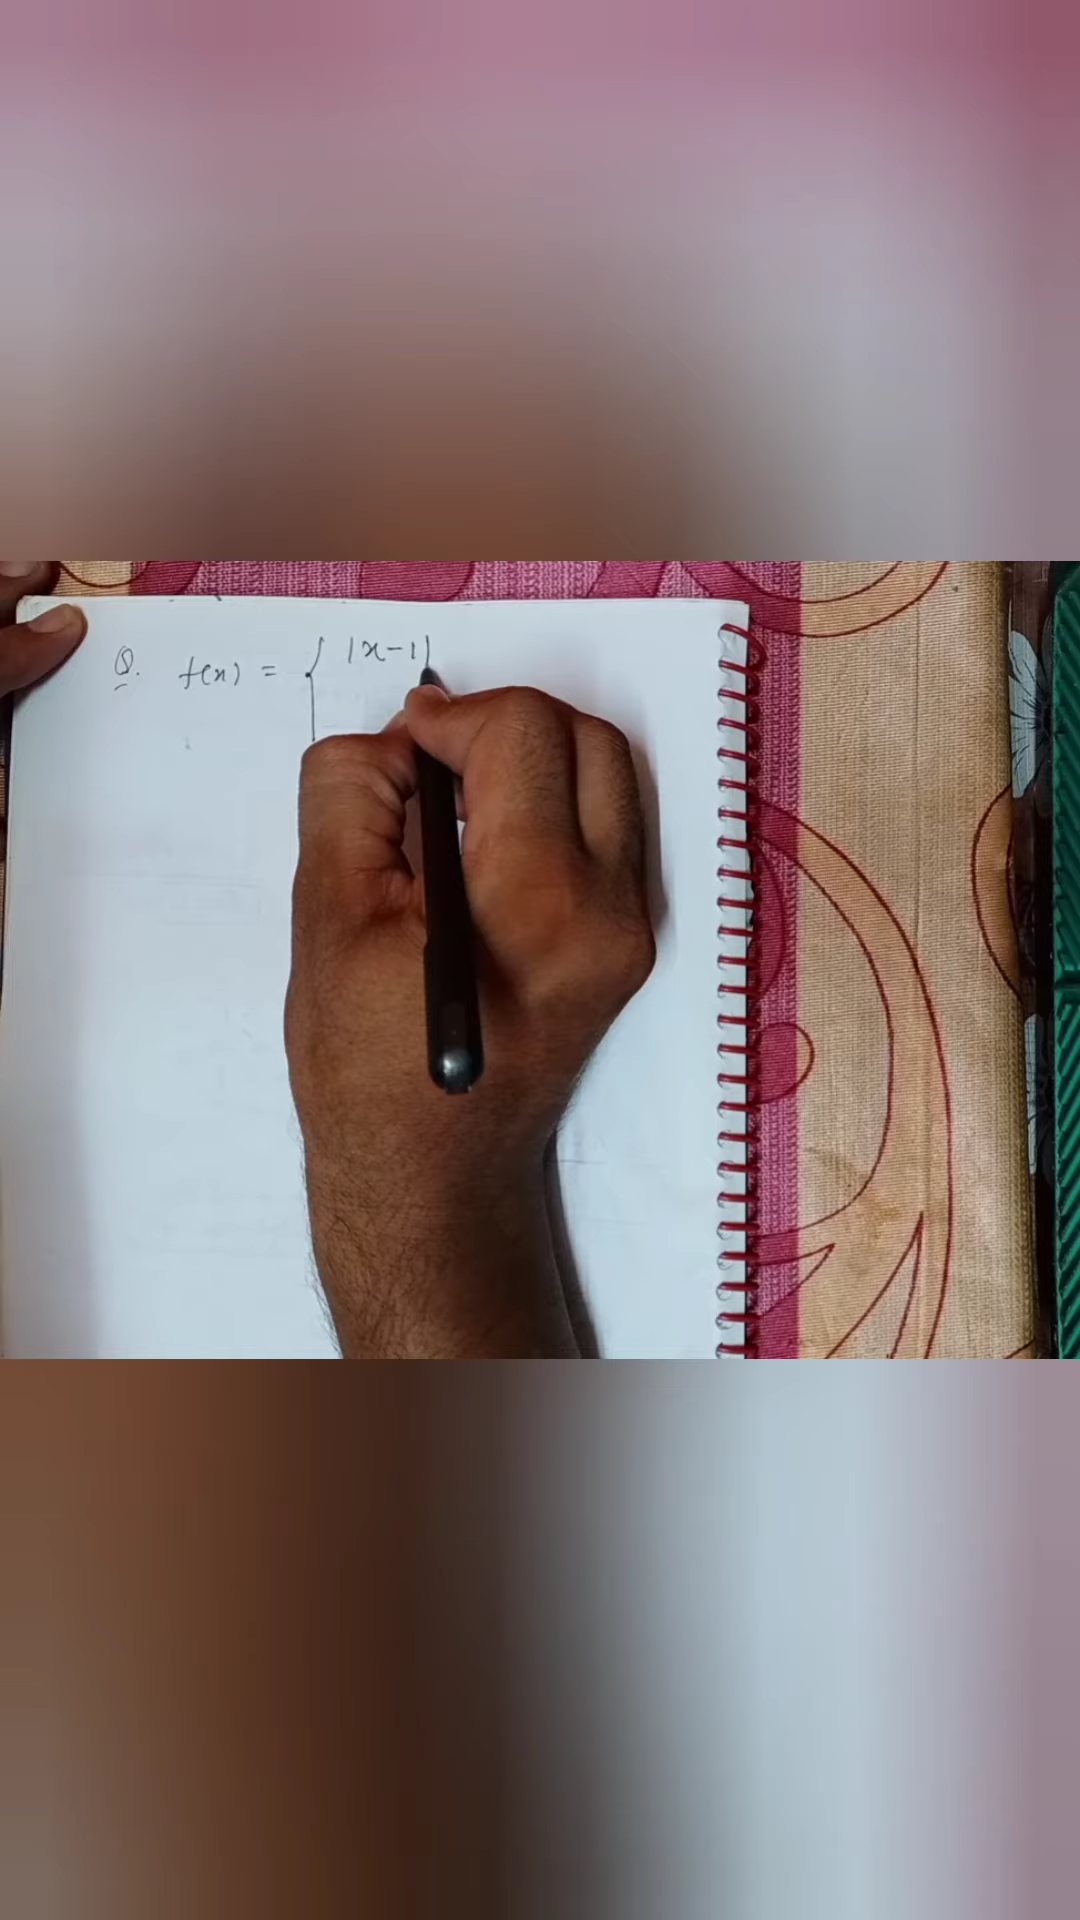 Q. f(x) = { |x-1|